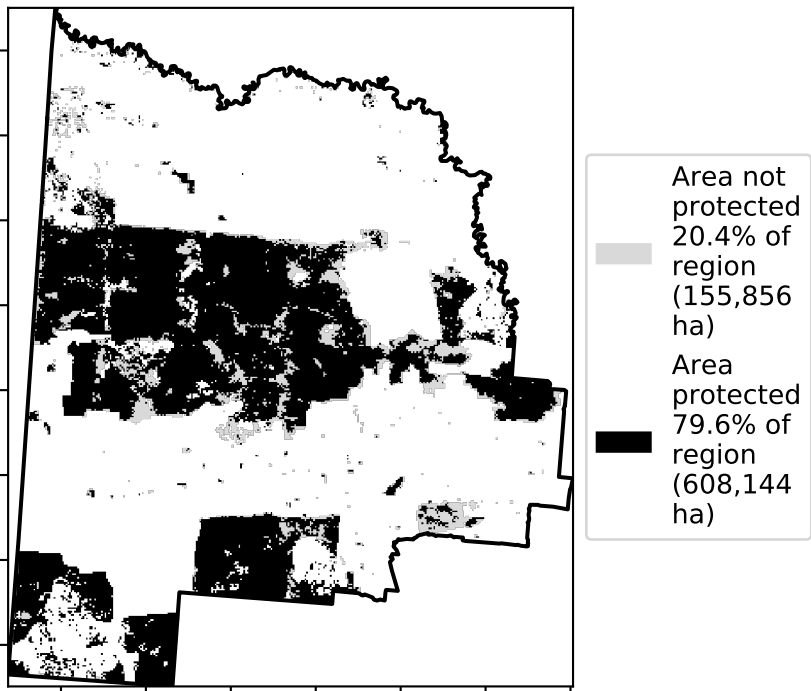 Area not
protected
20.4% of
region
(155,856
ha)
Area
protected
79.6% of
region
(608,144
ha)